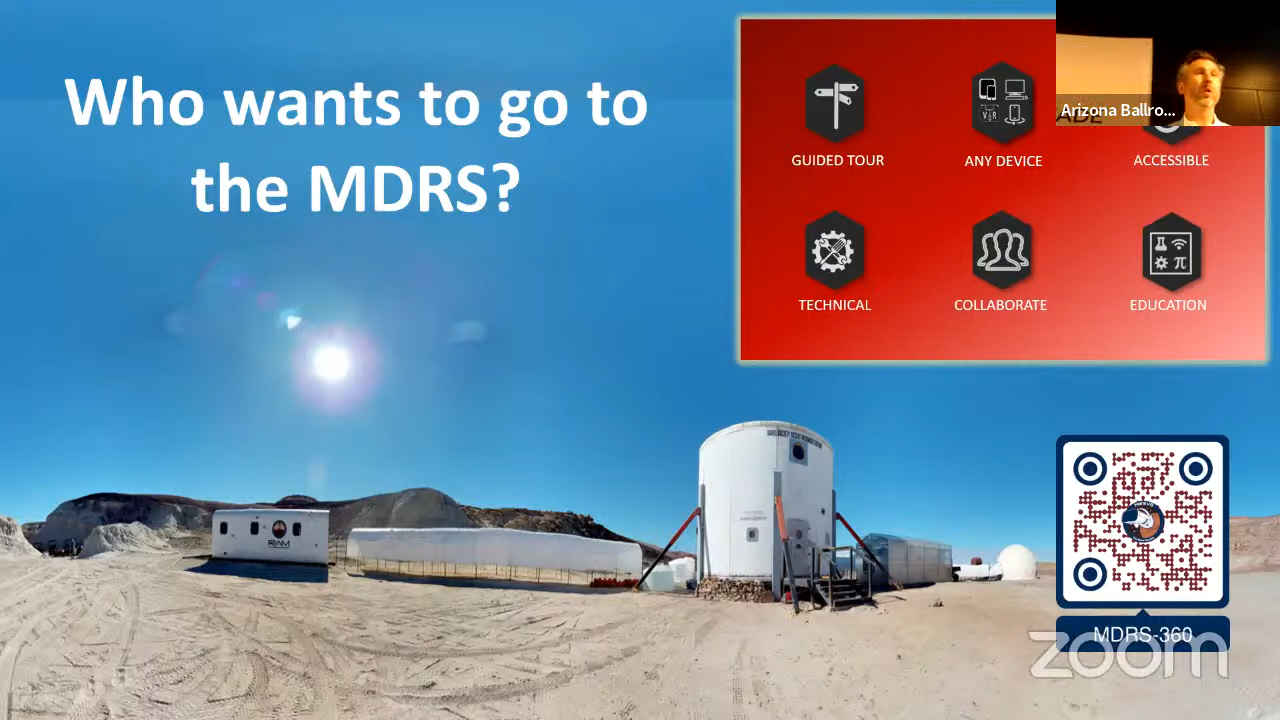 Who wants to go to
the MDRS?
Arizona Ballro...
GUIDED TOUR
ANY DEVICE
ACCESSIBLE
TECHNICAL
COLLABORATE
EDUCATION
π
RAM
MDRS-360
zoom